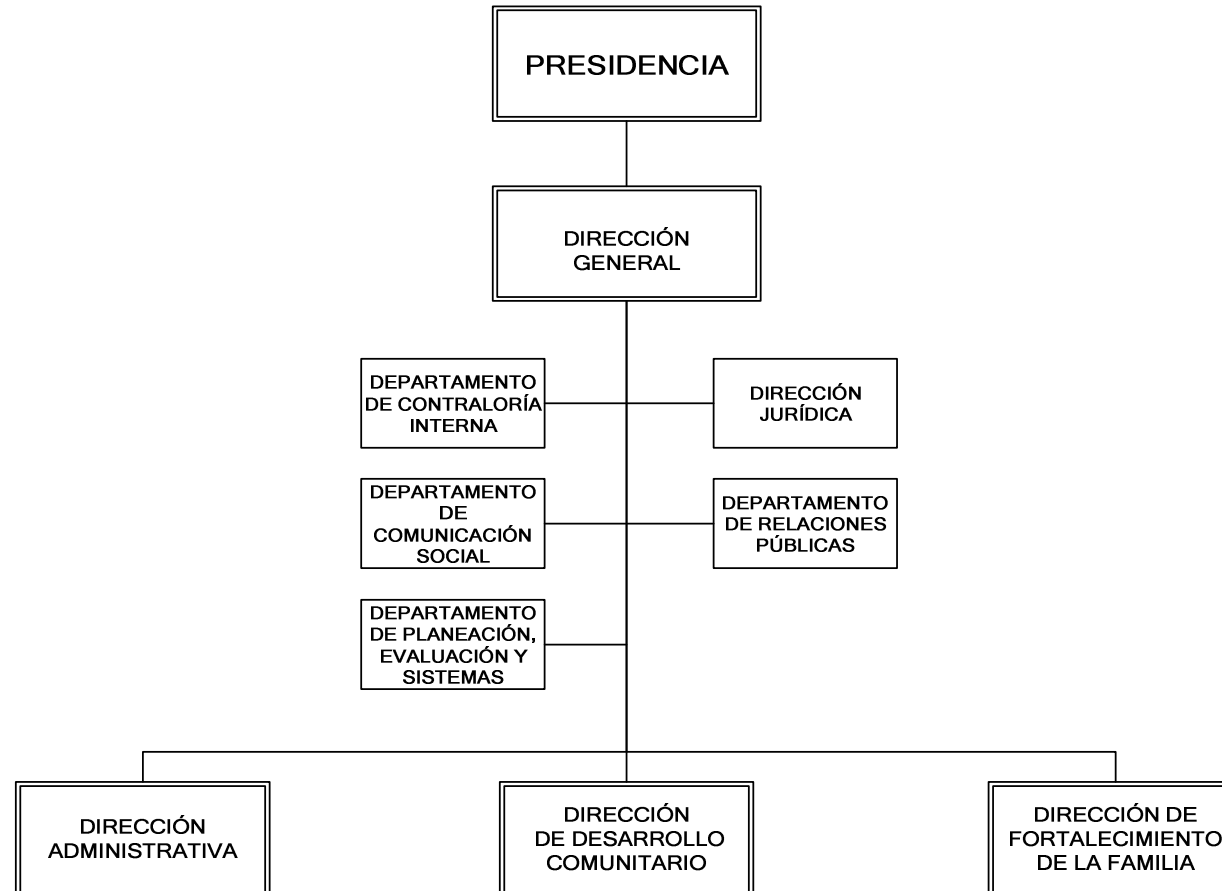 PRESIDENCIA
DIRECCIÓN
GENERAL
DEPARTAMENTO
DE CONTRALORÍA
INTERNA
DIRECCIÓN
JURÍDICA
DEPARTAMENTO
DE
COMUNICACIÓN
SOCIAL
DEPARTAMENTO
DE RELACIONES
PÚBLICAS
DEPARTAMENTO
DE PLANEACIÓN,
EVALUACIÓN Y
SISTEMAS
DIRECCIÓN
ADMINISTRATIVA
DIRECCIÓN
DE DESARROLLO
COMUNITARIO
DIRECCIÓN DE
FORTALECIMIENTO
DE LA FAMILIA